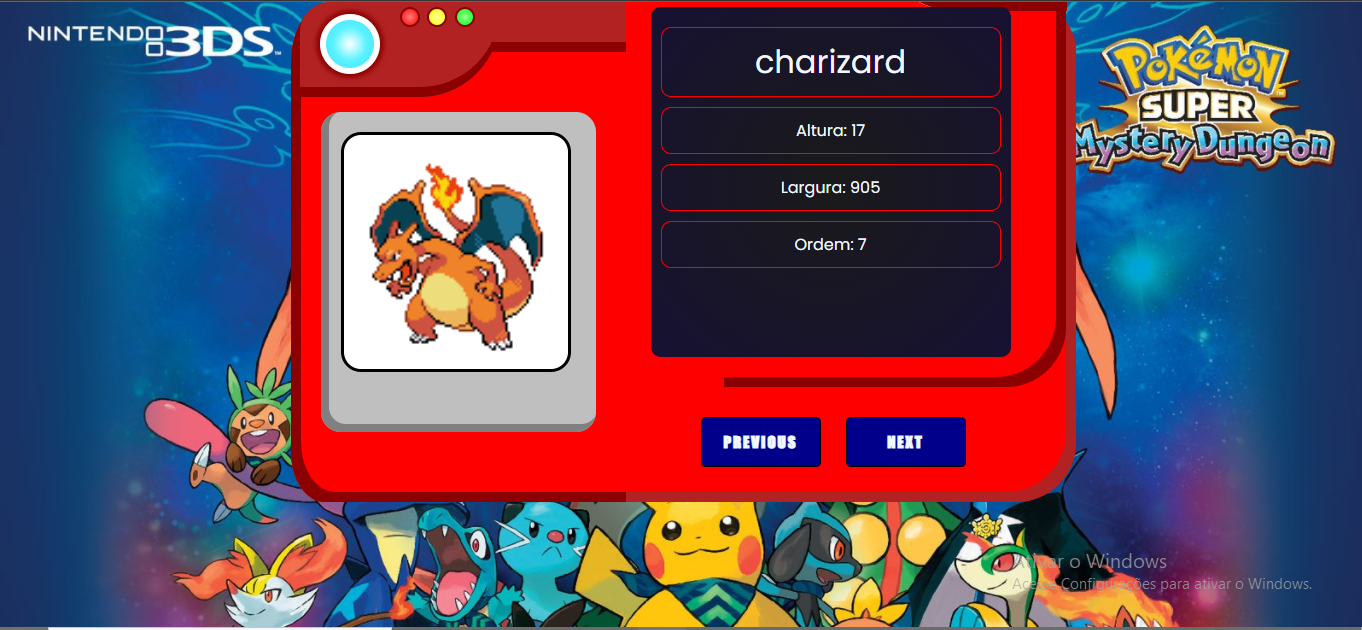 NINTENDO 3DS™
charizard
Altura: 17
Largura: 905
Ordem: 7
POKÉMON
SUPER
Mystery Dungeon
PREVIOUS
NEXT
Ativar o Windows
Acesse Configurações para ativar o Windows.